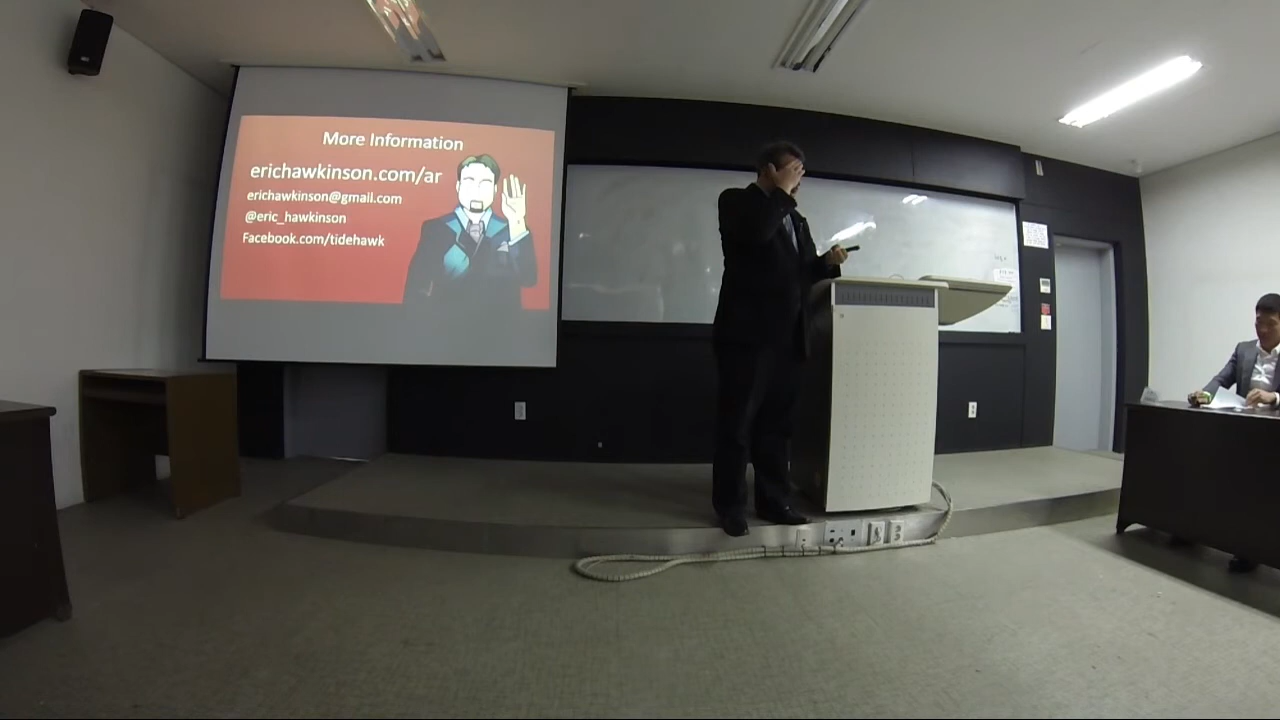 More Information
erichawkinson.com/ar
erichawkinson@gmail.com
@eric_hawkinson
Facebook.com/tidehawk